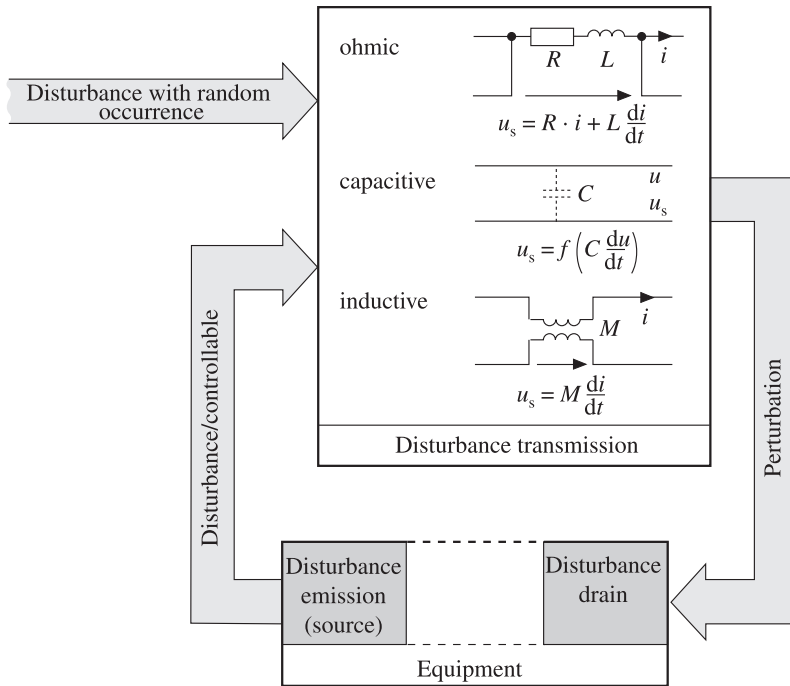 ohmic
R L i
Disturbance with random
occurrence
u_s = R · i + L di/dt
capacitive
C
u
u_s
u_s = f (C du/dt)
inductive
M i
u_s = M di/dt
Disturbance transmission
Disturbance/controllable
Perturbation
Disturbance
emission
(source)
Disturbance
drain
Equipment